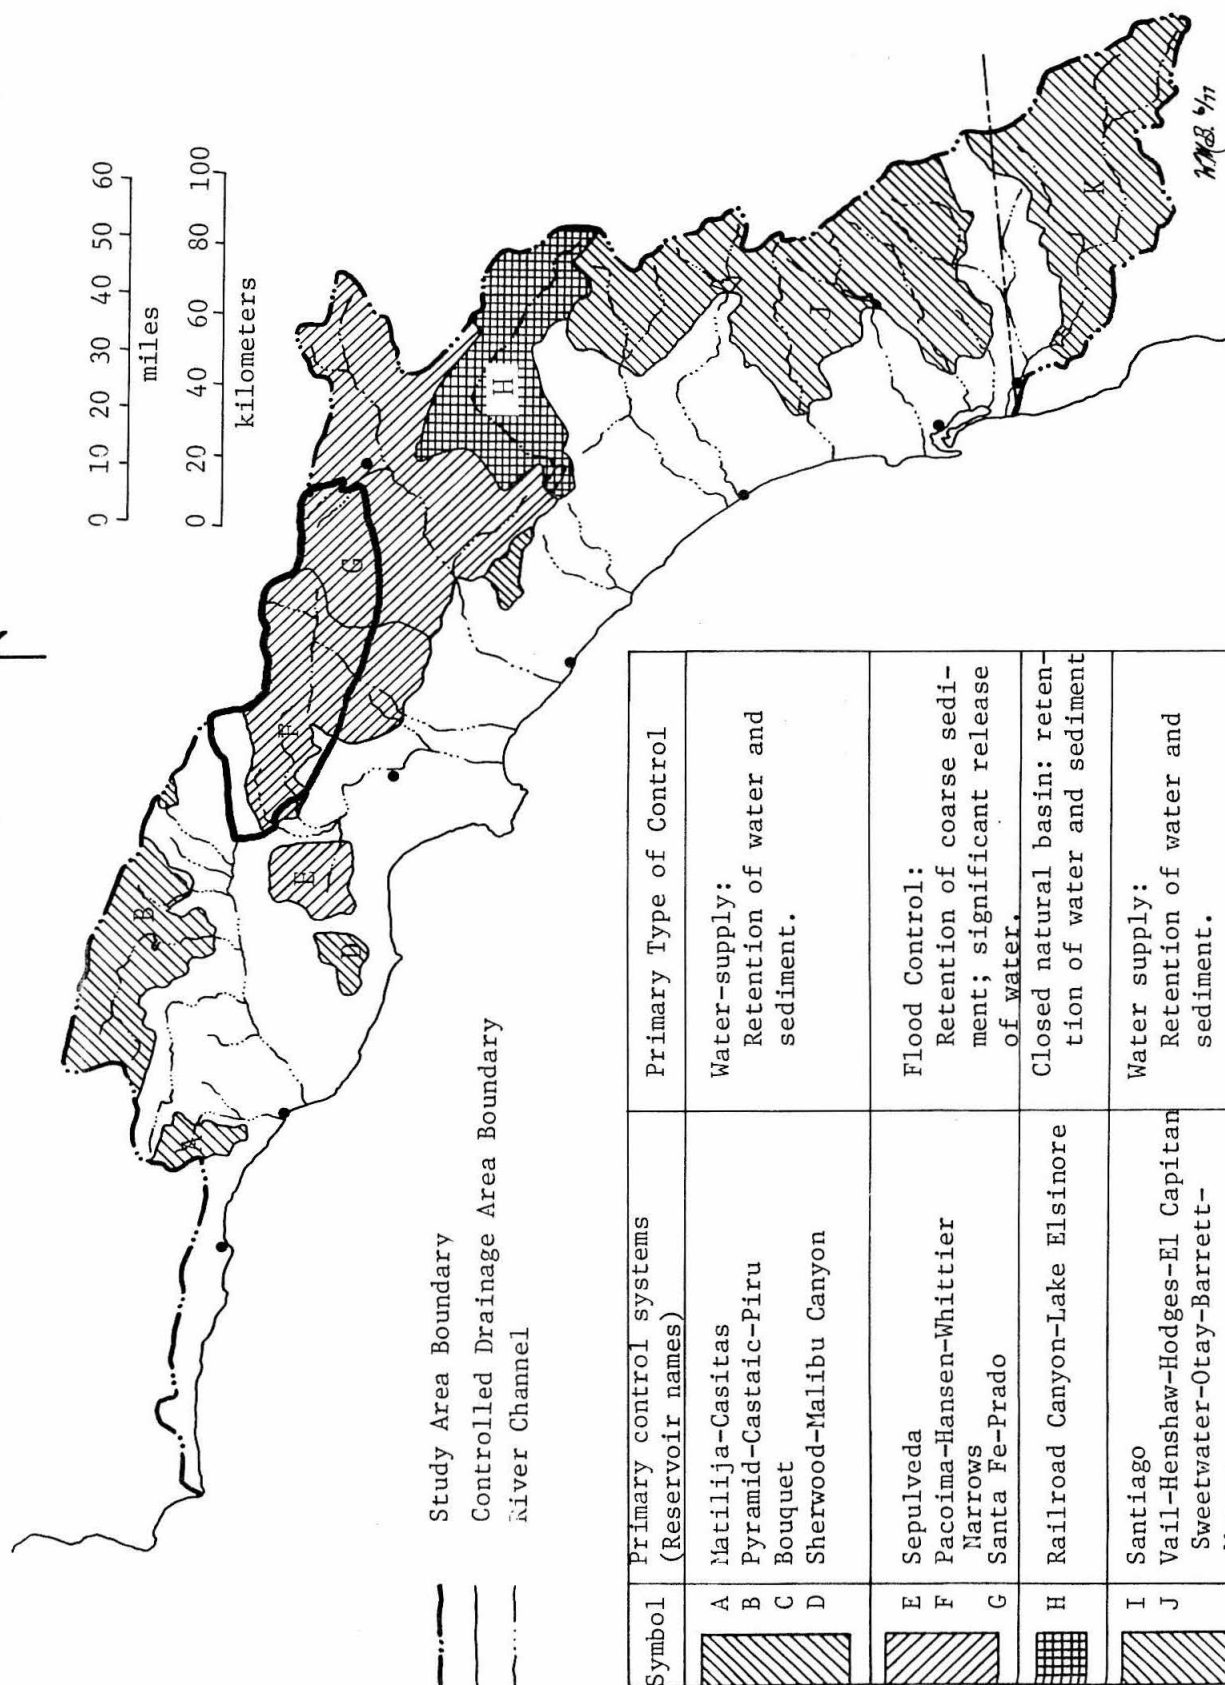 0 10 20 30 40 50 60
miles
0 20 40 60 80 100
kilometers
A
B
D
E
F
G
H
J
K
6/77
Study Area Boundary
Controlled Drainage Area Boundary
River Channel
Symbol
Primary control systems
(Reservoir names)
Primary Type of Control
A Matilija-Casitas
B Pyramid-Castaic-Piru
C Bouquet
D Sherwood-Malibu Canyon
Water-supply:
Retention of water and
sediment.
E Sepulveda
F Pacoima-Hansen-Whittier
Narrows
G Santa Fe-Prado
Flood Control:
Retention of coarse sedi-
ment; significant release
of water.
H Railroad Canyon-Lake Elsinore
Closed natural basin: reten-
tion of water and sediment
I Santiago
J Vail-Henshaw-Hodges-El Capitan
Sweetwater-Otay-Barrett-
Water supply:
Retention of water and
sediment.